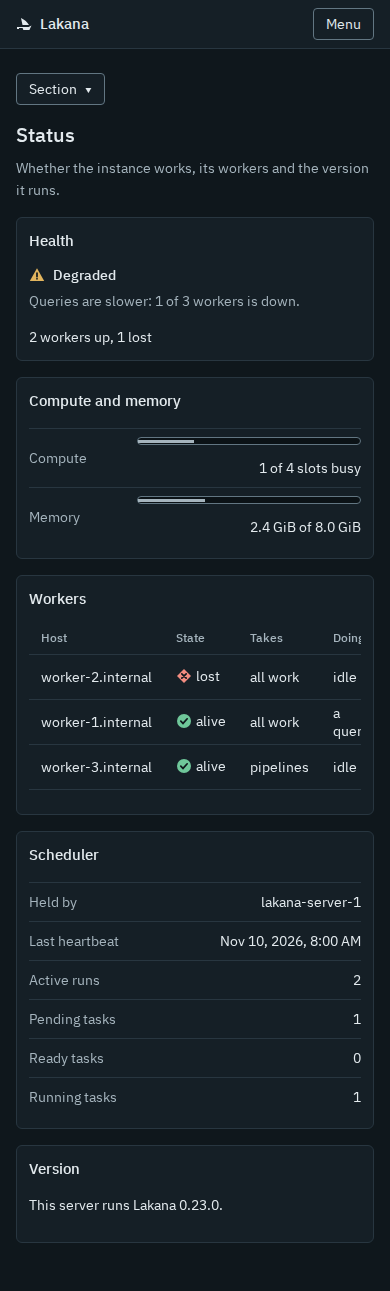 Lakana
Menu
Section
Status
Whether the instance works, its workers and the version
it runs.
Health
Degraded
Queries are slower: 1 of 3 workers is down.
2 workers up, 1 lost
Compute and memory
Compute
1 of 4 slots busy
Memory
2.4 GiB of 8.0 GiB
Workers
Host State Takes Doing
worker-2.internal lost all work idle
worker-1.internal alive all work a
worker-3.internal alive pipelines idle
Scheduler
Held by lakana-server-1
Last heartbeat Nov 10, 2026, 8:00 AM
Active runs 2
Pending tasks 1
Ready tasks 0
Running tasks 1
Version
This server runs Lakana 0.23.0.